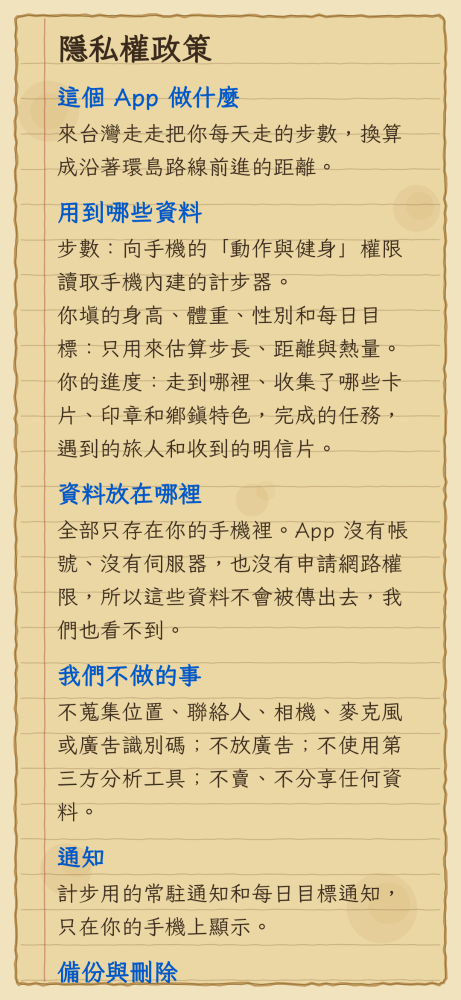 隱私權政策
這個 App 做什麼
來台灣走走把你每天走的步數，換算
成沿著環島路線前進的距離。
用到哪些資料
步數：向手機的「動作與健身」權限
讀取手機內建的計步器。
你填的身高、體重、性別和每日目
標：只用來估算步長、距離與熱量。
你的進度：走到哪裡、收集了哪些卡
片、印章和鄉鎮特色，完成的任務，
遇到的旅人和收到的明信片。
資料放在哪裡
全部只存在你的手機裡。App 沒有帳
號、沒有伺服器，也沒有申請網路權
限，所以這些資料不會被傳出去，我
們也看不到。
我們不做的事
不蒐集位置、聯絡人、相機、麥克風
或廣告識別碼；不放廣告；不使用第
三方分析工具；不賣、不分享任何資
料。
通知
計步用的常駐通知和每日目標通知，
只在你的手機上顯示。
備份與刪除